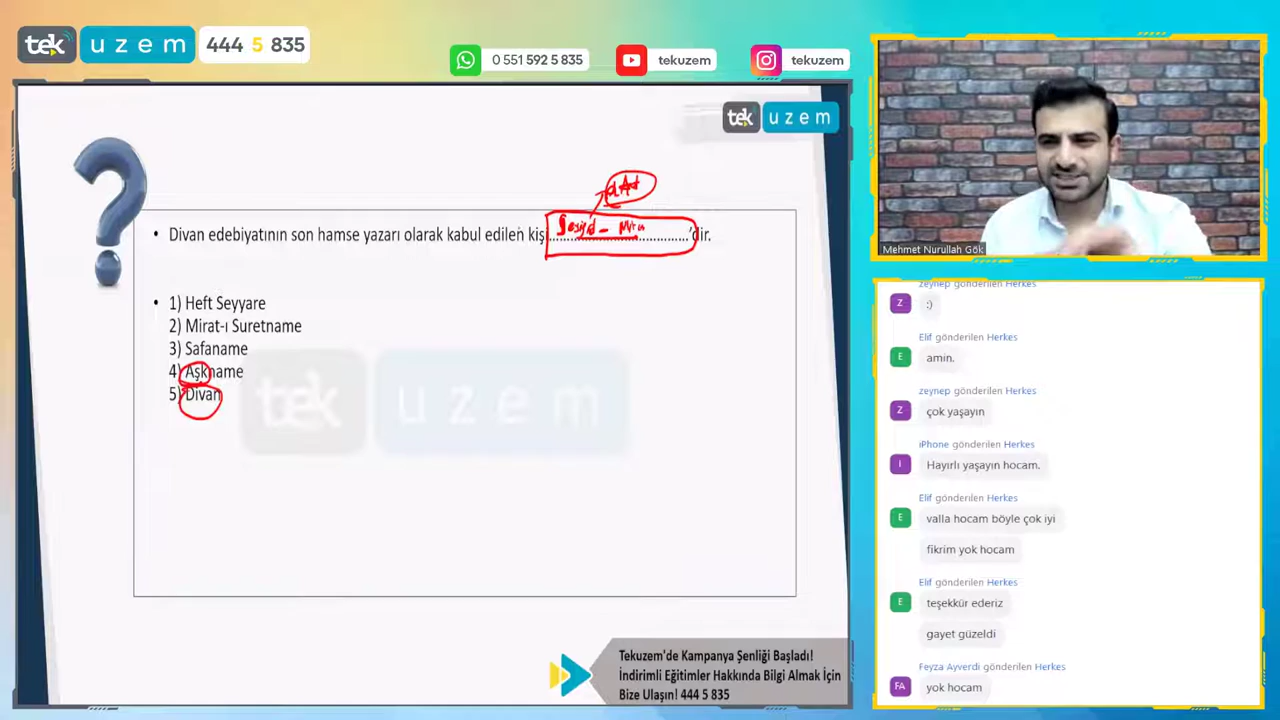 tek uzem 444 5 835
0 551 592 5 835 tekuzem tekuzem
tek uzem
Divan edebiyatının son hamse yazarı olarak kabul edilen kişi ................'dir.
1) Heft Seyyare
2) Mirat-ı Suretname
3) Safaname
4) Aşkname
5) Divan
tek uzem
Tekuzem'de Kampanya Şenliği Başladı!
İndirimli Eğitimler Hakkında Bilgi Almak İçin
Bize Ulaşın! 444 5 835
Mehmet Nurullah Gök
zeynep gönderilen Herkes
Z :)
Elif gönderilen Herkes
E amin.
zeynep gönderilen Herkes
Z çok yaşayın
iPhone gönderilen Herkes
I Hayırlı yaşayın hocam.
Elif gönderilen Herkes
E valla hocam böyle çok iyi
fikrim yok hocam
Elif gönderilen Herkes
E teşekkür ederiz
gayet güzeldi
Feyza Ayverdi gönderilen Herkes
FA yok hocam